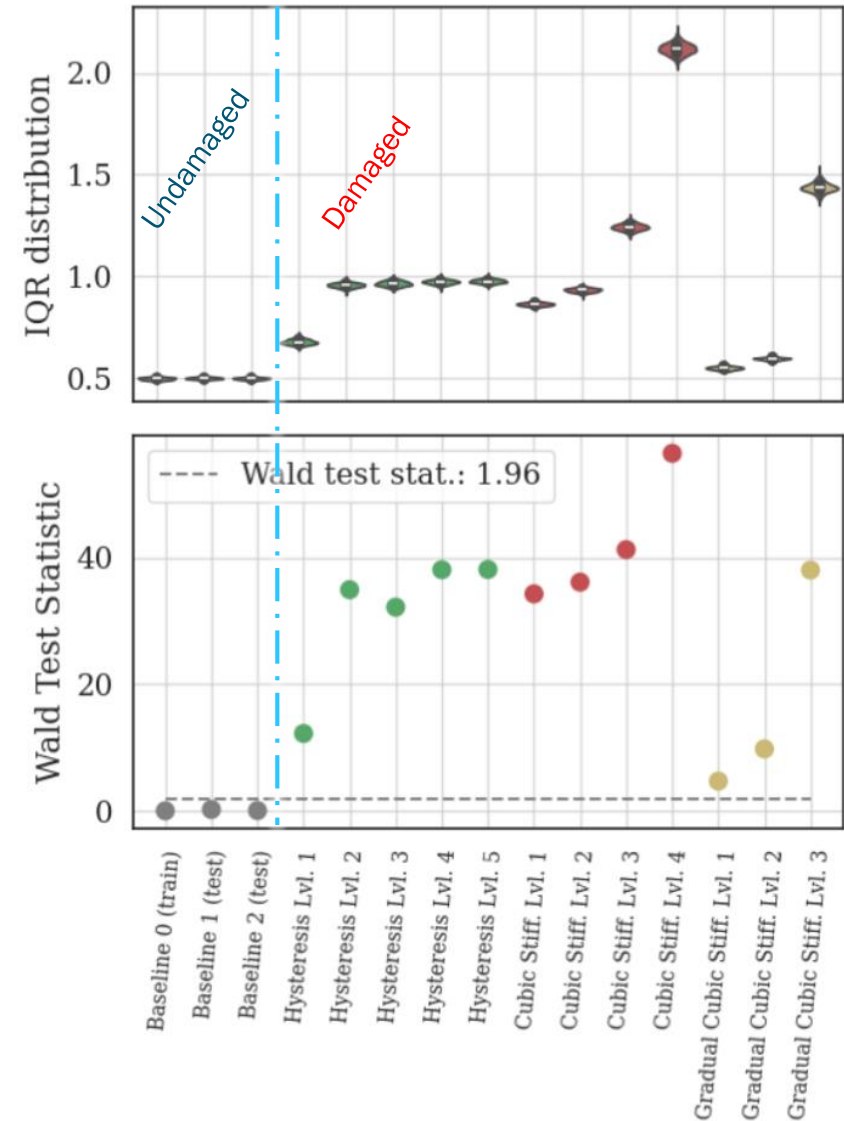 IQR distribution
2.0
1.5
1.0
0.5
Undamaged
Damaged
Wald Test Statistic
40
20
0
Wald test stat.: 1.96
Baseline 0 (train)
Baseline 1 (test)
Baseline 2 (test)
Hysteresis Lvl. 1
Hysteresis Lvl. 2
Hysteresis Lvl. 3
Hysteresis Lvl. 4
Hysteresis Lvl. 5
Cubic Stiff. Lvl. 1
Cubic Stiff. Lvl. 2
Cubic Stiff. Lvl. 3
Cubic Stiff. Lvl. 4
Gradual Cubic Stiff. Lvl. 1
Gradual Cubic Stiff. Lvl. 2
Gradual Cubic Stiff. Lvl. 3